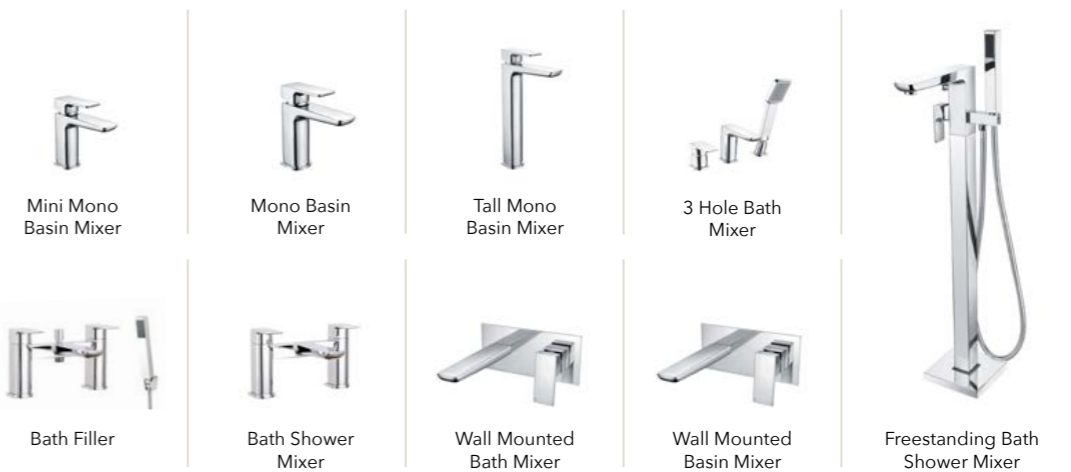 Mini Mono
Basin Mixer
Mono Basin
Mixer
Tall Mono
Basin Mixer
3 Hole Bath
Mixer
Bath Filler
Bath Shower
Mixer
Wall Mounted
Bath Mixer
Wall Mounted
Basin Mixer
Freestanding Bath
Shower Mixer